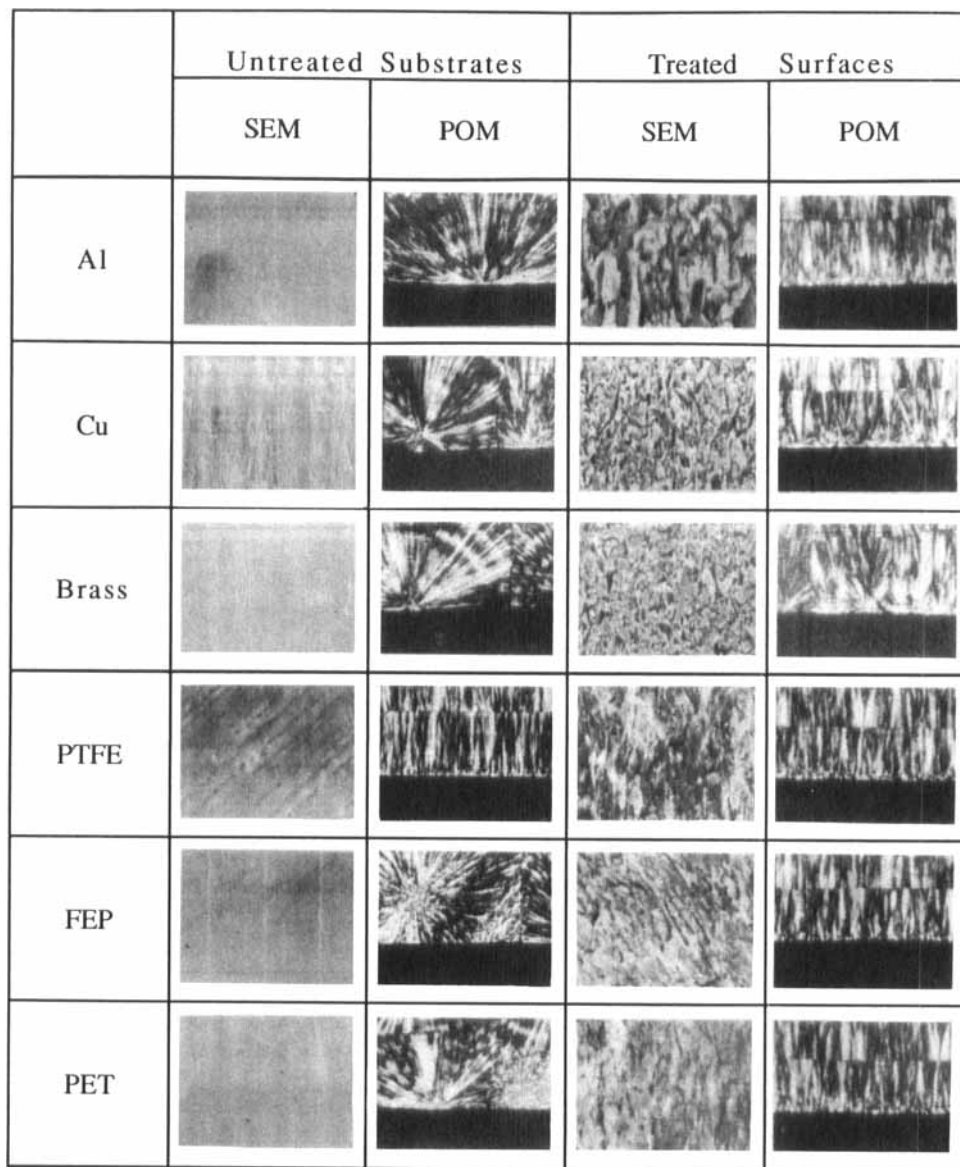 Untreated Substrates Treated Surfaces
SEM POM SEM POM
Al
Cu
Brass
PTFE
FEP
PET